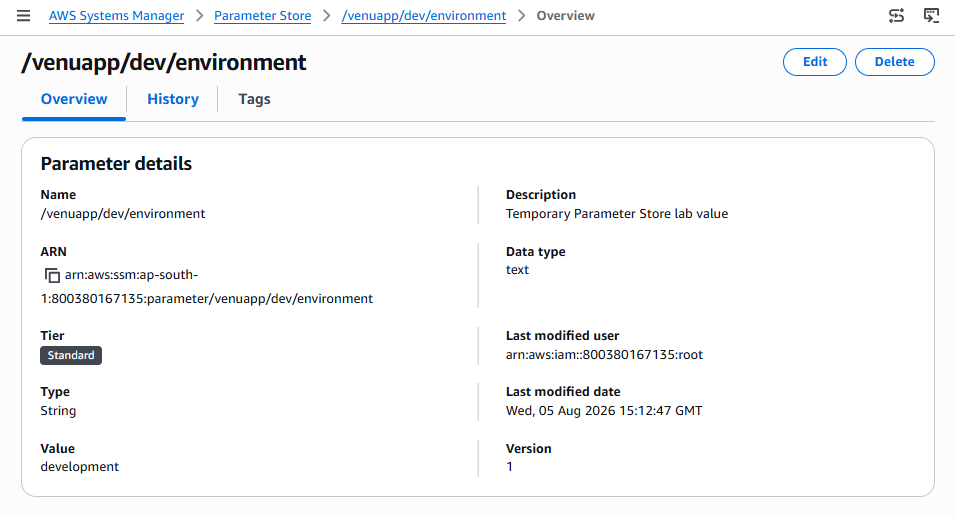 AWS Systems Manager > Parameter Store > /venuapp/dev/environment > Overview
/venuapp/dev/environment
Edit
Delete
Overview
History
Tags
Parameter details
Name
/venuapp/dev/environment
Description
Temporary Parameter Store lab value
ARN
arn:aws:ssm:ap-south-
1:800380167135:parameter/venuapp/dev/environment
Data type
text
Tier
Standard
Last modified user
arn:aws:iam::800380167135:root
Type
String
Last modified date
Wed, 05 Aug 2026 15:12:47 GMT
Value
development
Version
1